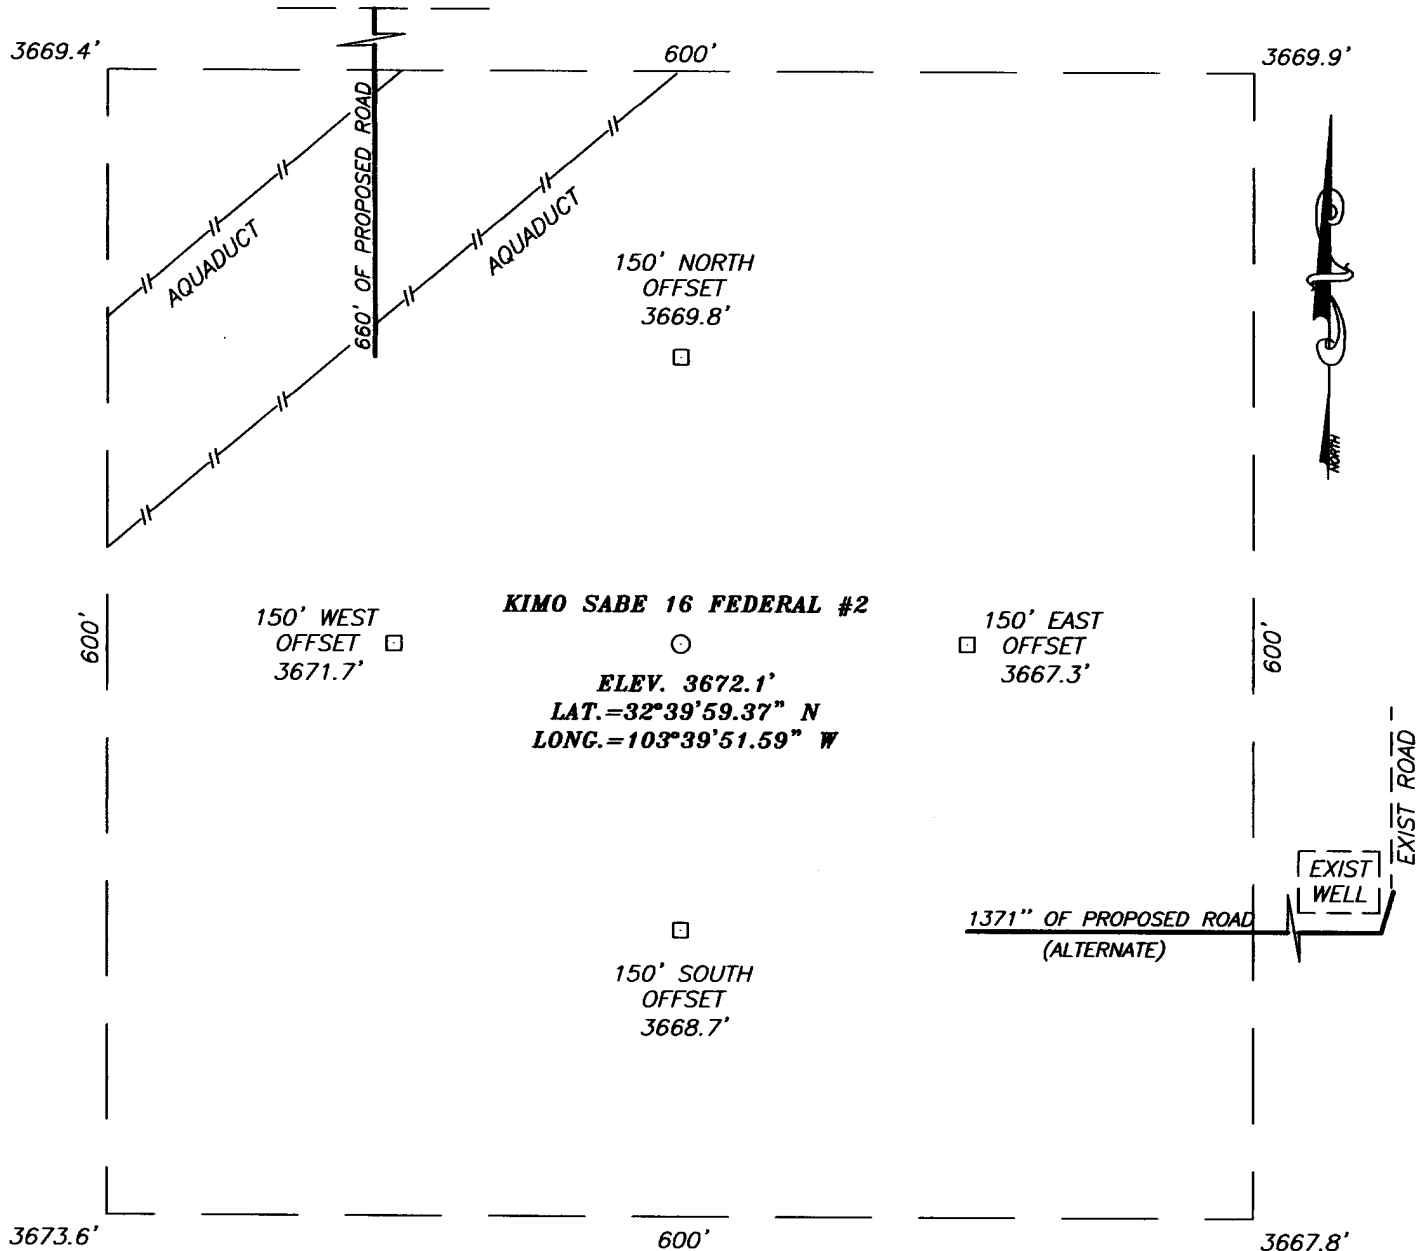 3669.4'
600'
3669.9'
660' OF PROPOSED ROAD
AQUADUCT
AQUADUCT
150' NORTH
OFFSET
3669.8'
NORTH
600'
150' WEST
OFFSET
3671.7'
KIMO SABE 16 FEDERAL #2
ELEV. 3672.1'
LAT.=32°39'59.37" N
LONG.=103°39'51.59" W
150' EAST
OFFSET
3667.3'
600'
EXIST ROAD
EXIST
WELL
1371" OF PROPOSED ROAD
(ALTERNATE)
150' SOUTH
OFFSET
3668.7'
3673.6'
600'
3667.8'